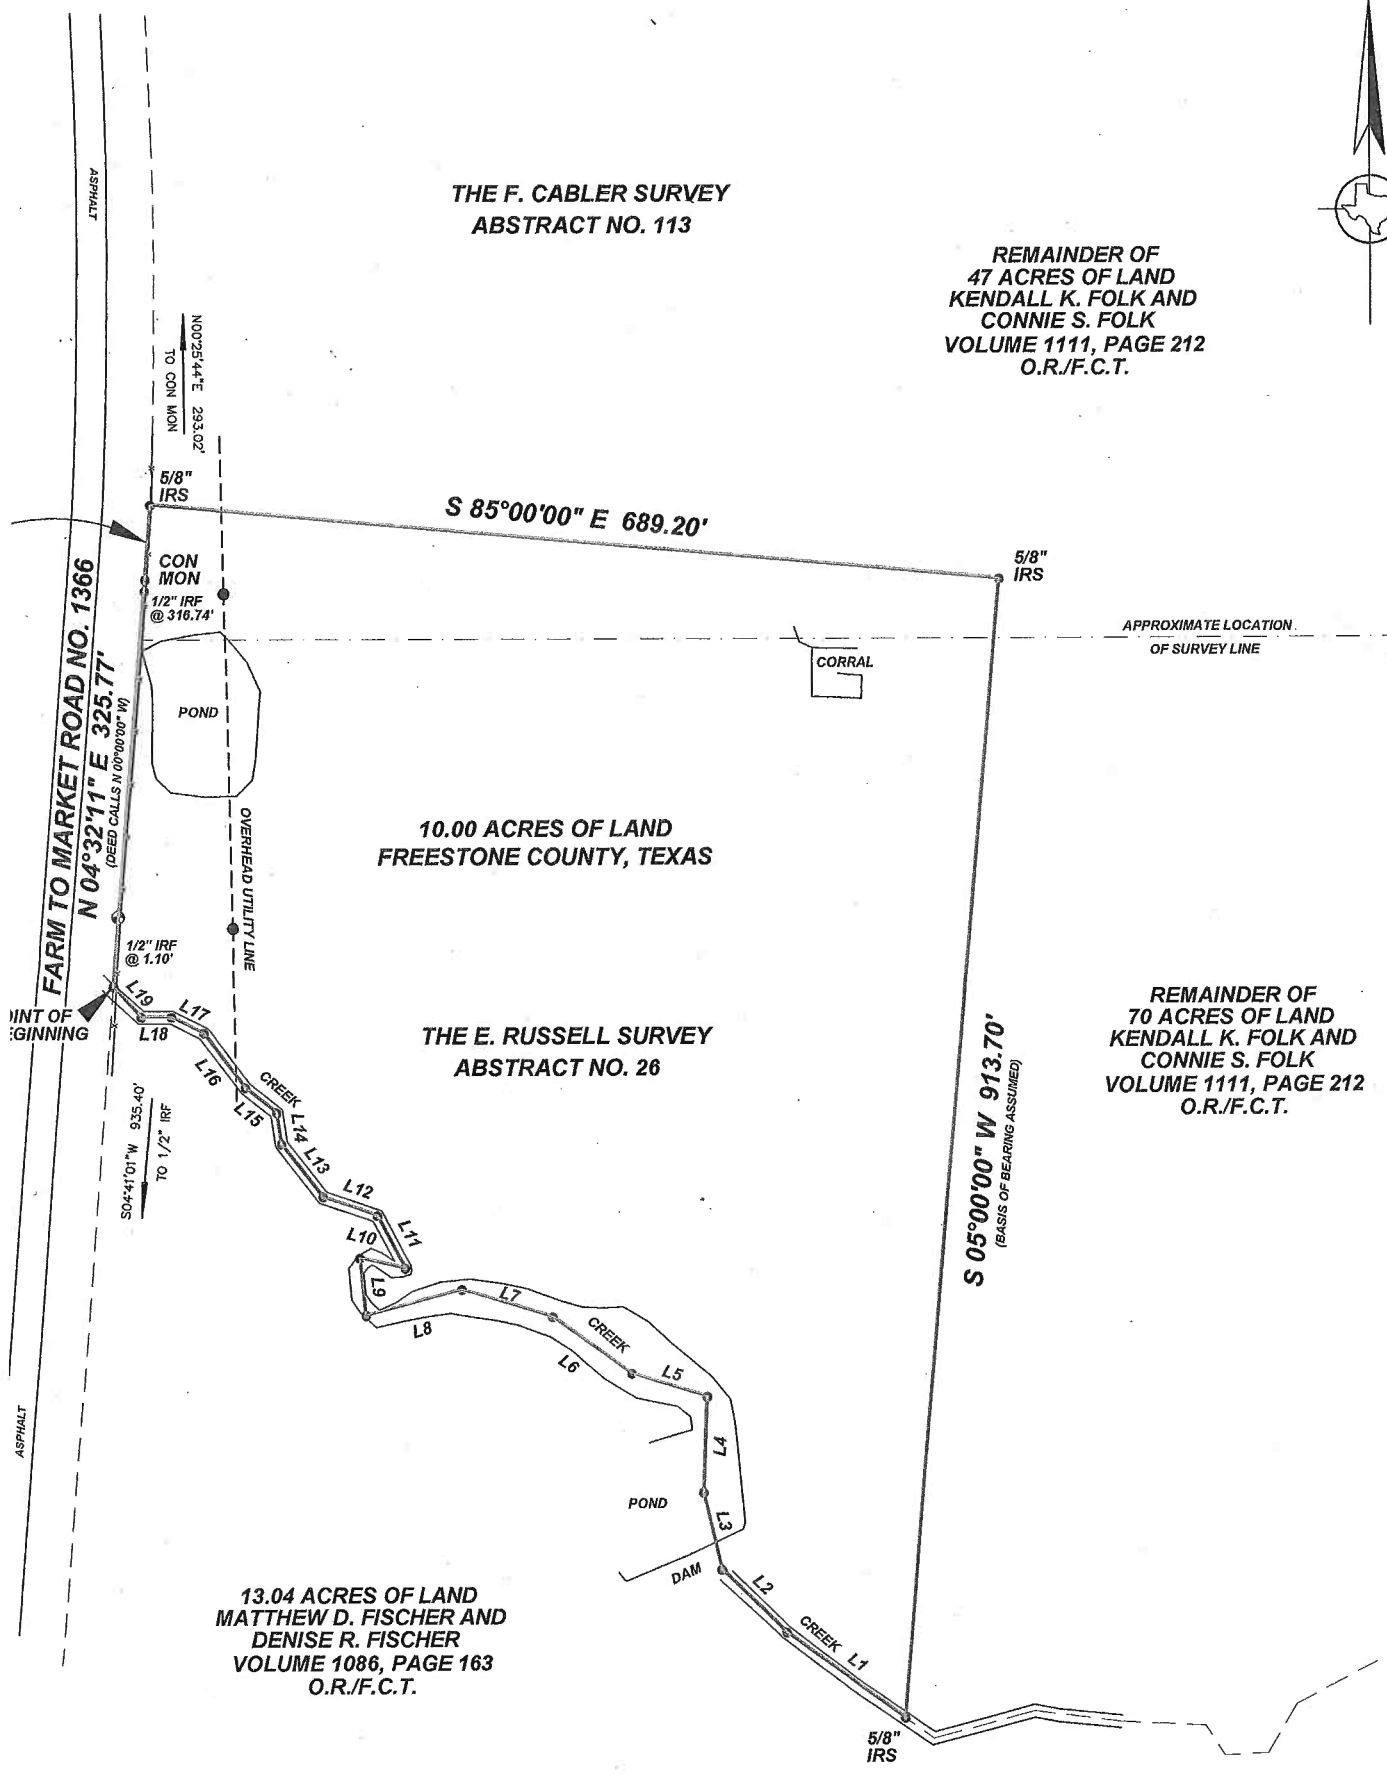 ASPHALT
THE F. CABLER SURVEY
ABSTRACT NO. 113
REMAINDER OF
47 ACRES OF LAND
KENDALL K. FOLK AND
CONNIE S. FOLK
VOLUME 1111, PAGE 212
O.R./F.C.T.
N00°25'44"E 293.02'
TO CON MON
5/8"
IRS
S 85°00'00" E 689.20'
5/8"
IRS
CON
MON
1/2" IRF
@ 316.74'
APPROXIMATE LOCATION
OF SURVEY LINE
CORRAL
POND
FARM TO MARKET ROAD NO. 1366
N 04°32'11" E 325.77'
(DEED CALLS N 00°00'00" W)
OVERHEAD UTILITY LINE
10.00 ACRES OF LAND
FREESTONE COUNTY, TEXAS
1/2" IRF
@ 1.10'
OINT OF
EGINNING
L19
L18
L17
L16
L15
CREEK
L14
L13
L12
L11
L10
L9
L8
L7
CREEK
L6
L5
L4
L3
L2
CREEK
L1
THE E. RUSSELL SURVEY
ABSTRACT NO. 26
S 05°00'00" W 913.70'
(BASIS OF BEARING ASSUMED)
REMAINDER OF
70 ACRES OF LAND
KENDALL K. FOLK AND
CONNIE S. FOLK
VOLUME 1111, PAGE 212
O.R./F.C.T.
S04°41'01"W 935.40'
TO 1/2" IRF
ASPHALT
POND
DAM
13.04 ACRES OF LAND
MATTHEW D. FISCHER AND
DENISE R. FISCHER
VOLUME 1086, PAGE 163
O.R./F.C.T.
5/8"
IRS